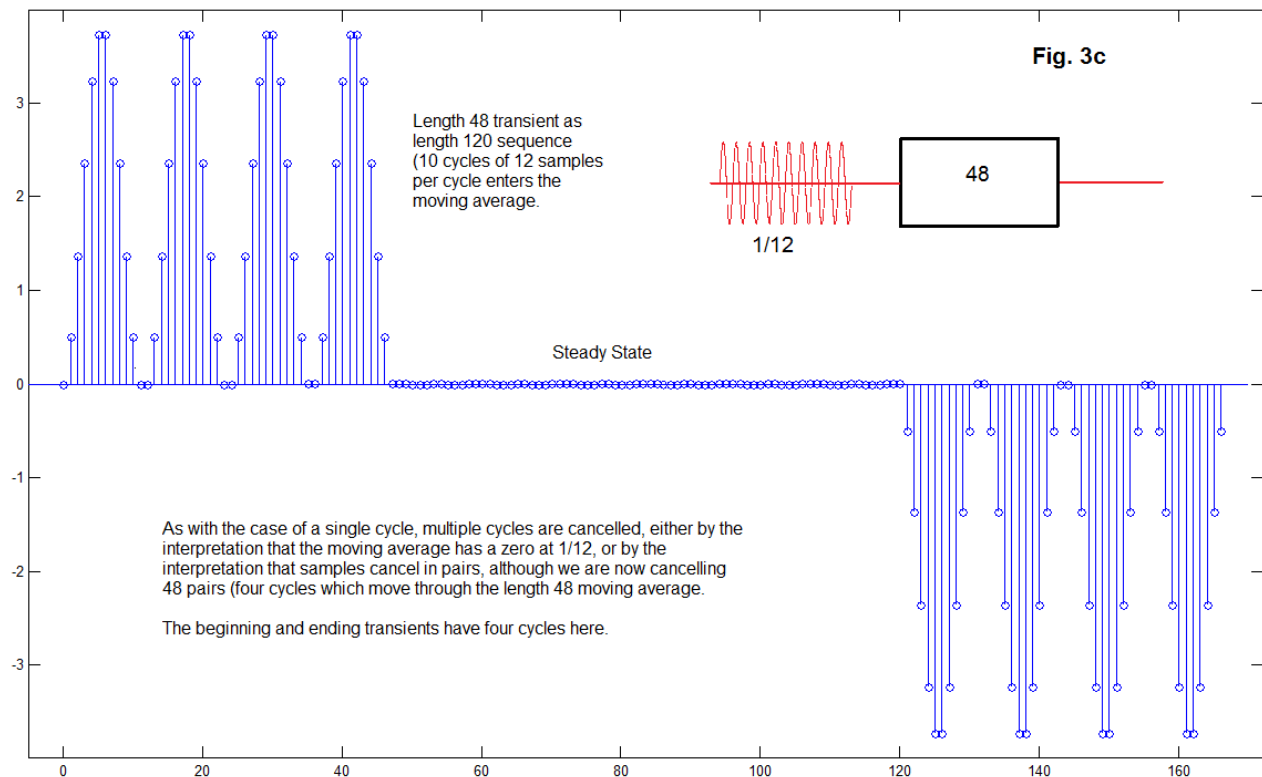 Fig. 3c
3
2
1
0
-1
-2
-3
Length 48 transient as
length 120 sequence
(10 cycles of 12 samples
per cycle enters the
moving average.
48
1/12
Steady State
As with the case of a single cycle, multiple cycles are cancelled, either by the
interpretation that the moving average has a zero at 1/12, or by the
interpretation that samples cancel in pairs, although we are now cancelling
48 pairs (four cycles which move through the length 48 moving average.
The beginning and ending transients have four cycles here.
0
20
40
60
80
100
120
140
160